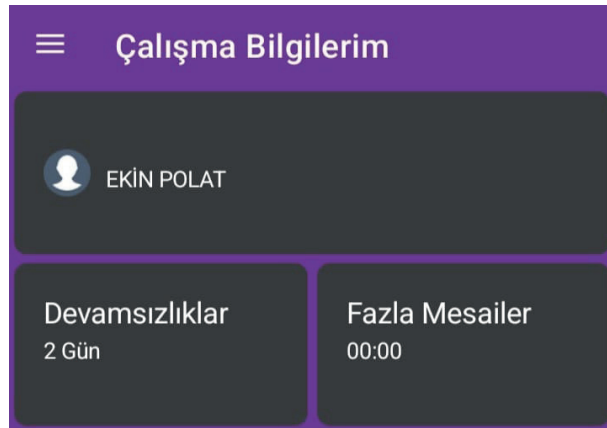 Çalışma Bilgilerim
EKİN POLAT
Devamsızlıklar
2 Gün
Fazla Mesailer
00:00